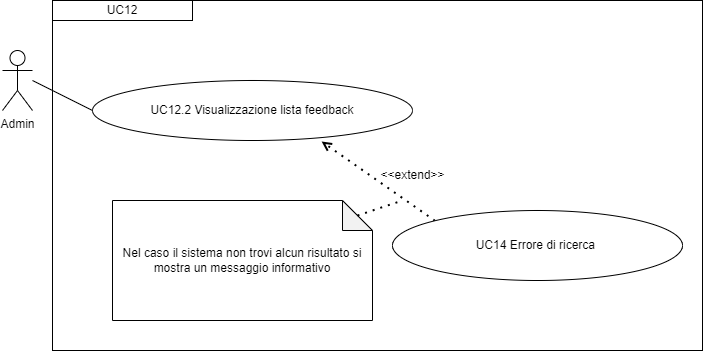 UC12
UC12.2 Visualizzazione lista feedback
Admin
<<extend>>
Nel caso il sistema non trovi alcun risultato si
mostra un messaggio informativo
UC14 Errore di ricerca